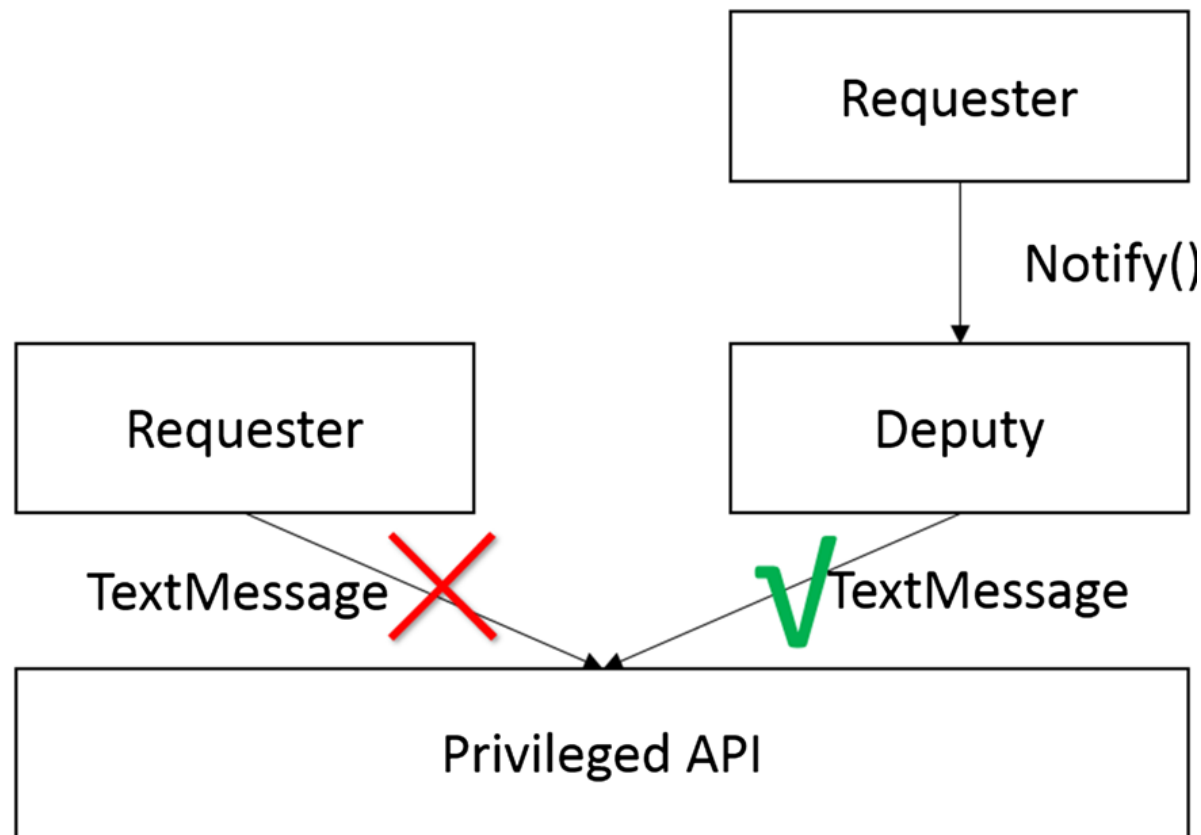 Requester
Notify()
Requester
Deputy
TextMessage
TextMessage
Privileged API